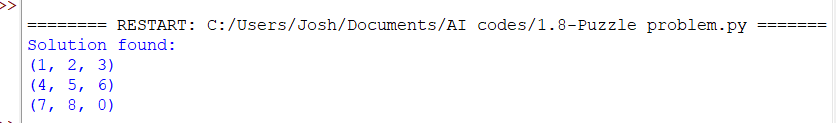 >>
======== RESTART: C:/Users/Josh/Documents/AI codes/1.8-Puzzle problem.py =======
Solution found:
(1, 2, 3)
(4, 5, 6)
(7, 8, 0)